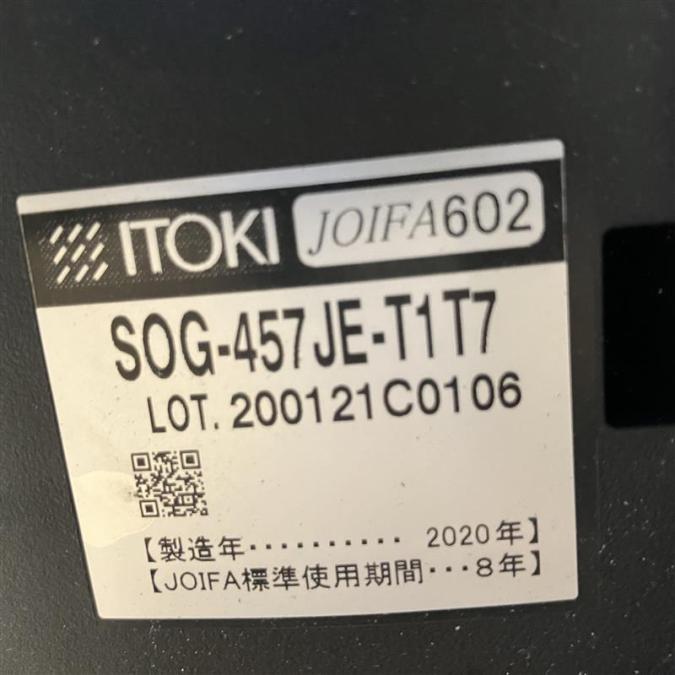 ITOKI JOIFA602
SOG-457JE-T1T7
LOT. 200121C0106
【製造年・・・・・・・・・・ 2020年】
【JOIFA標準使用期間・・・8年】